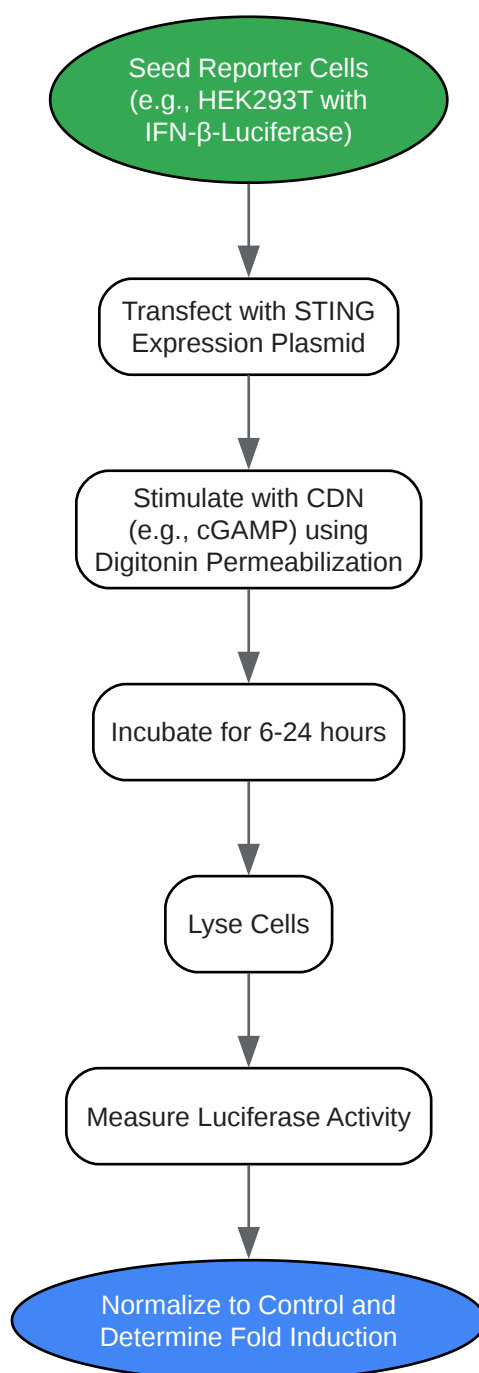 Seed Reporter Cells
(e.g., HEK293T with
IFN-β-Luciferase)
Transfect with STING
Expression Plasmid
Stimulate with CDN
(e.g., cGAMP) using
Digitonin Permeabilization
Incubate for 6-24 hours
Lyse Cells
Measure Luciferase Activity
Normalize to Control and
Determine Fold Induction